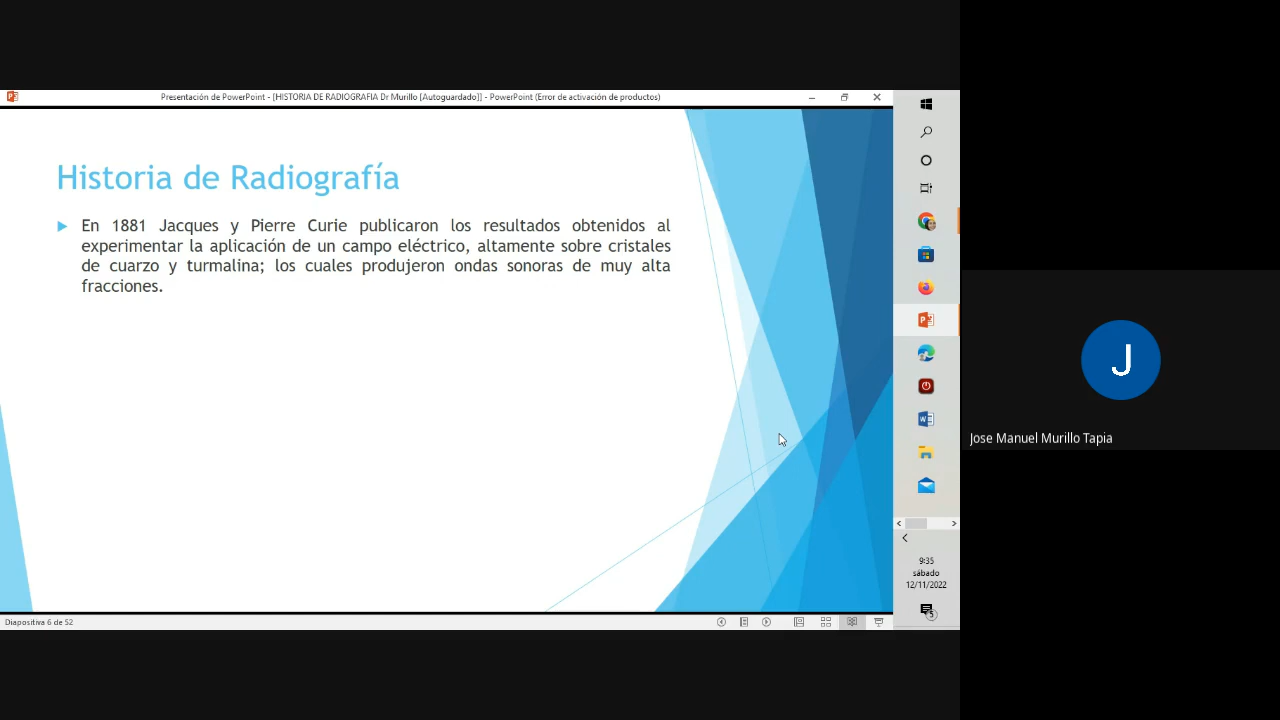 Presentación de PowerPoint - [HISTORIA DE RADIOGRAFIA Dr Murillo [Autoguardado]] - PowerPoint (Error de activación de productos)
Historia de Radiografía
En 1881 Jacques y Pierre Curie publicaron los resultados obtenidos al
experimentar la aplicación de un campo eléctrico, altamente sobre cristales
de cuarzo y turmalina; los cuales produjeron ondas sonoras de muy alta
fracciones.
J
Jose Manuel Murillo Tapia
9:35
sábado
12/11/2022
5
Diapositiva 6 de 52